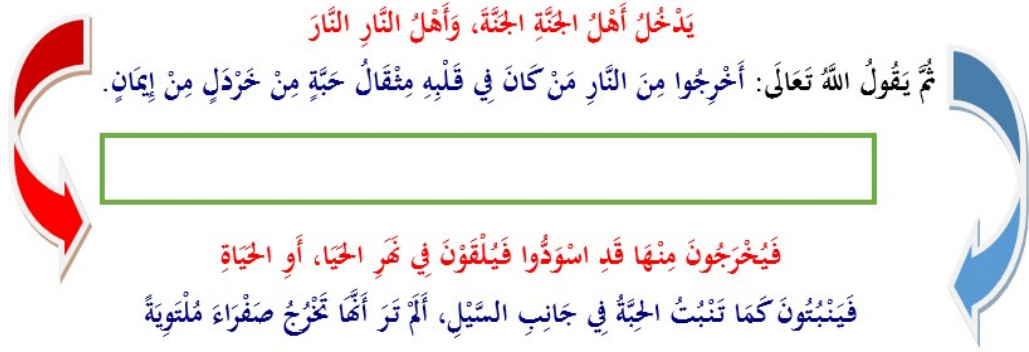 يَدْخُلُ أَهْلُ الجَنَّةِ الجَنَّةَ، وَأَهْلُ النَّارِ النَّارَ
ثُمَّ يَقُولُ اللَّهُ تَعَالَى: أَخْرِجُوا مِنَ النَّارِ مَنْ كَانَ فِي قَلْبِهِ مِثْقَالُ حَبَّةٍ مِنْ خَرْدَلٍ مِنْ إِيمَانٍ.
فَيُخْرَجُونَ مِنْهَا قَدِ اسْوَدُّوا فَيُلْقَوْنَ فِي نَهَرِ الحَيَا، أَوِ الحَيَاةِ
فَيَنْبُتُونَ كَمَا تَنْبُتُ الحِبَّةُ فِي جَانِبِ السَّيْلِ، أَلَمْ تَرَ أَنَّهَا تَخْرُجُ صَفْرَاءَ مُلْتَوِيَةً